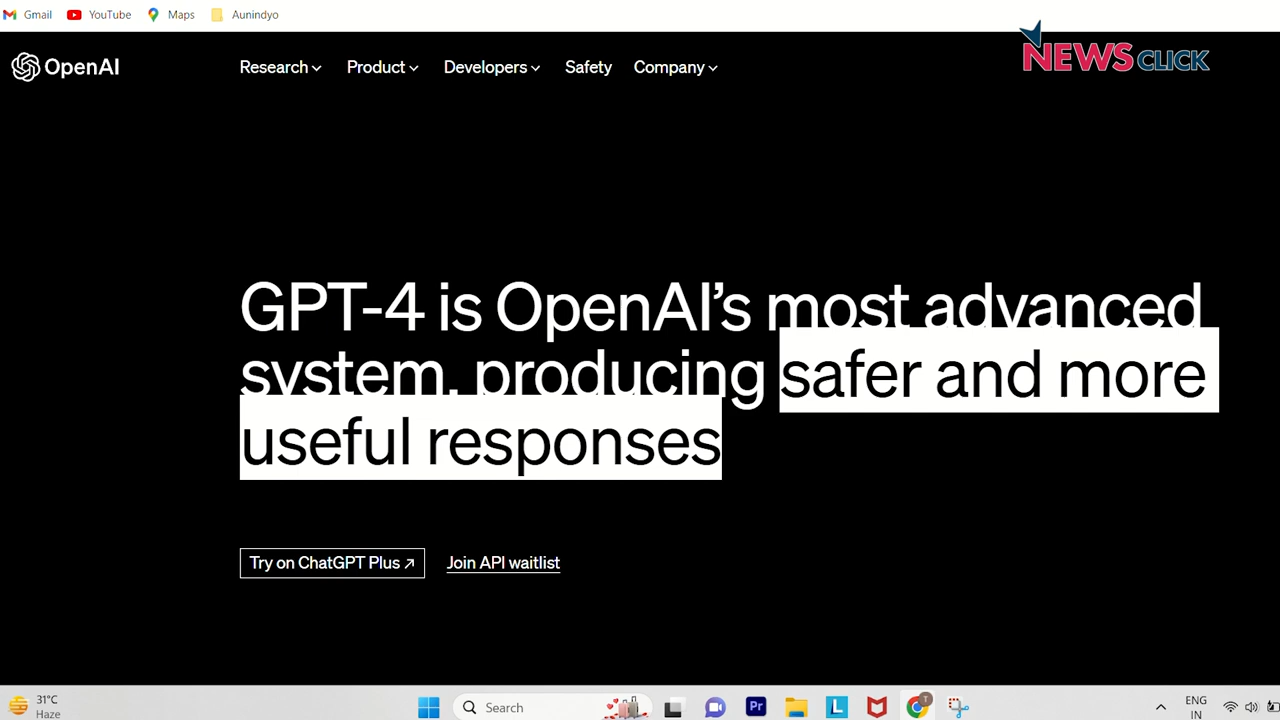 Gmail YouTube Maps Aunindyo
OpenAI Research Product Developers Safety Company NEWSCLICK
GPT-4 is OpenAI’s most advanced
system, producing safer and more
useful responses
Try on ChatGPT Plus ↗ Join API waitlist
31°C
Haze
Search
Pr
L
T
ENG
IN